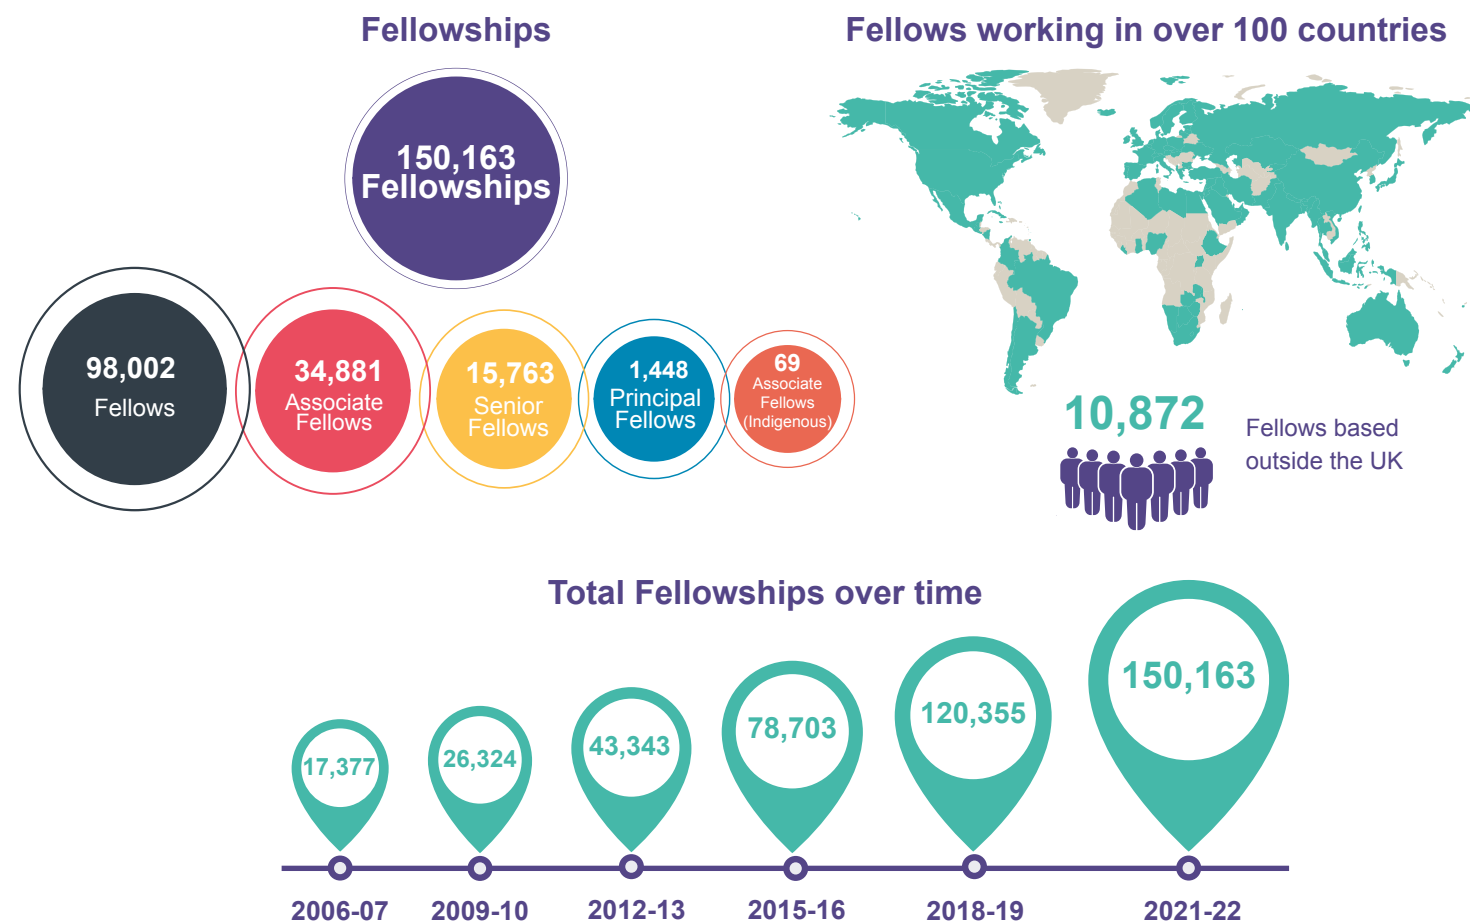 Fellowships
150,163
Fellowships
98,002
Fellows
34,881
Associate
Fellows
15,763
Senior
Fellows
1,448
Principal
Fellows
69
Associate
Fellows
(Indigenous)
Fellows working in over 100 countries
10,872
Fellows based
outside the UK
Total Fellowships over time
17,377
26,324
43,343
78,703
120,355
150,163
2006-07
2009-10
2012-13
2015-16
2018-19
2021-22